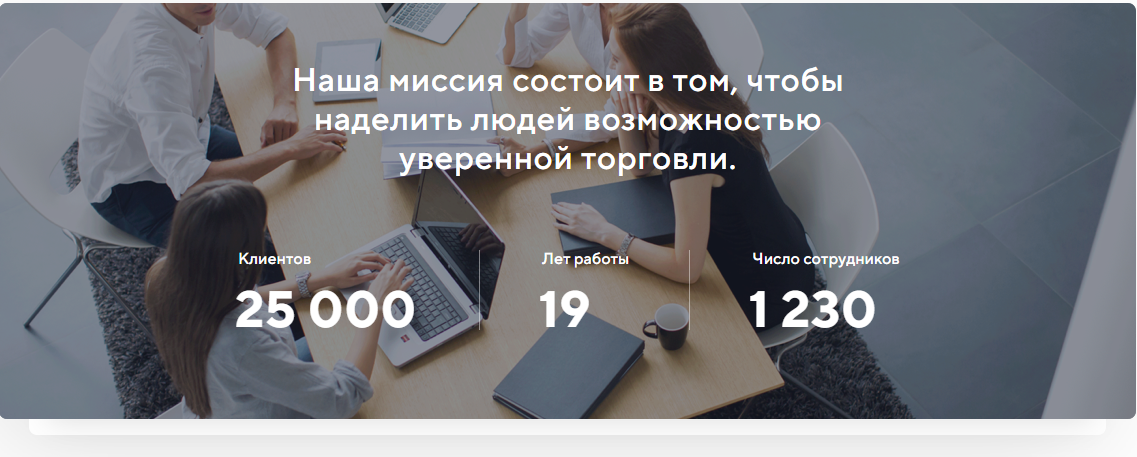 Наша миссия состоит в том, чтобы
наделить людей возможностью
уверенной торговли.
Клиентов
25 000
Лет работы
19
Число сотрудников
1 230